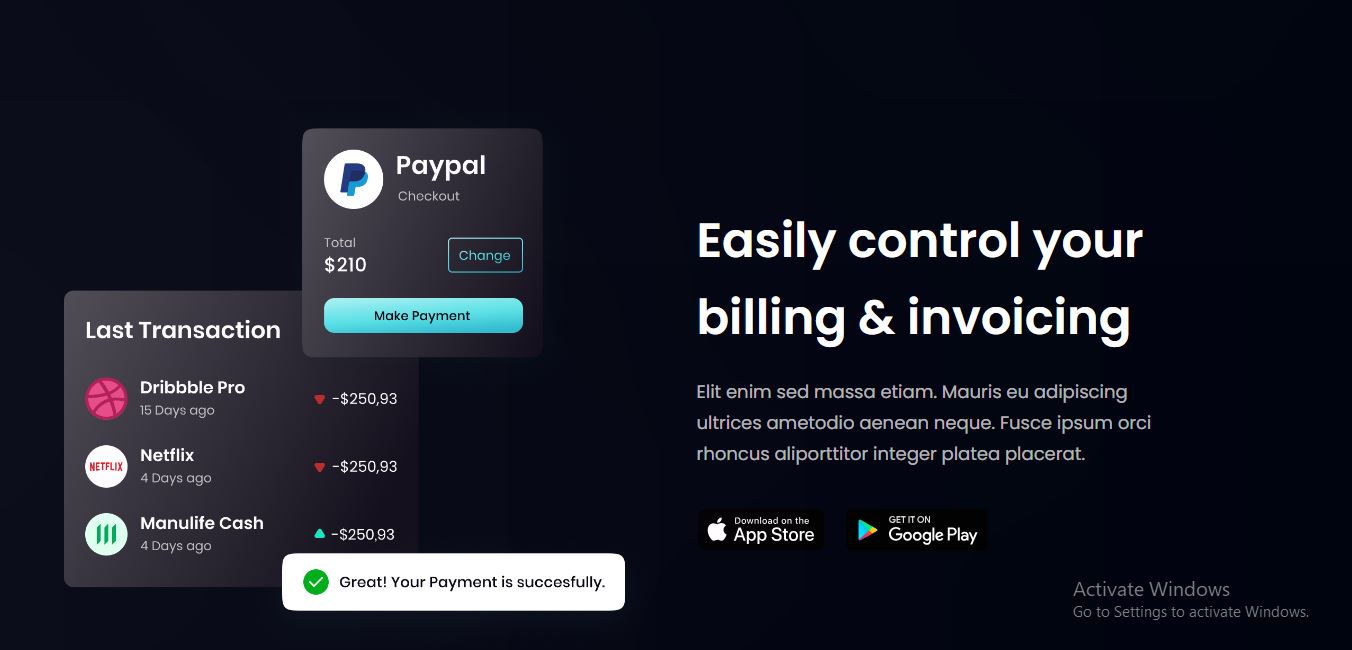 Paypal
Checkout
Total
$210
Change
Make Payment
Last Transaction
Dribbble Pro
15 Days ago
-$250,93
NETFLIX
Netflix
4 Days ago
-$250,93
Manulife Cash
4 Days ago
-$250,93
Great! Your Payment is succesfully.
Easily control your
billing & invoicing
Elit enim sed massa etiam. Mauris eu adipiscing
ultrices ametodio aenean neque. Fusce ipsum orci
rhoncus aliporttitor integer platea placerat.
Download on the
App Store
GET IT ON
Google Play
Activate Windows
Go to Settings to activate Windows.